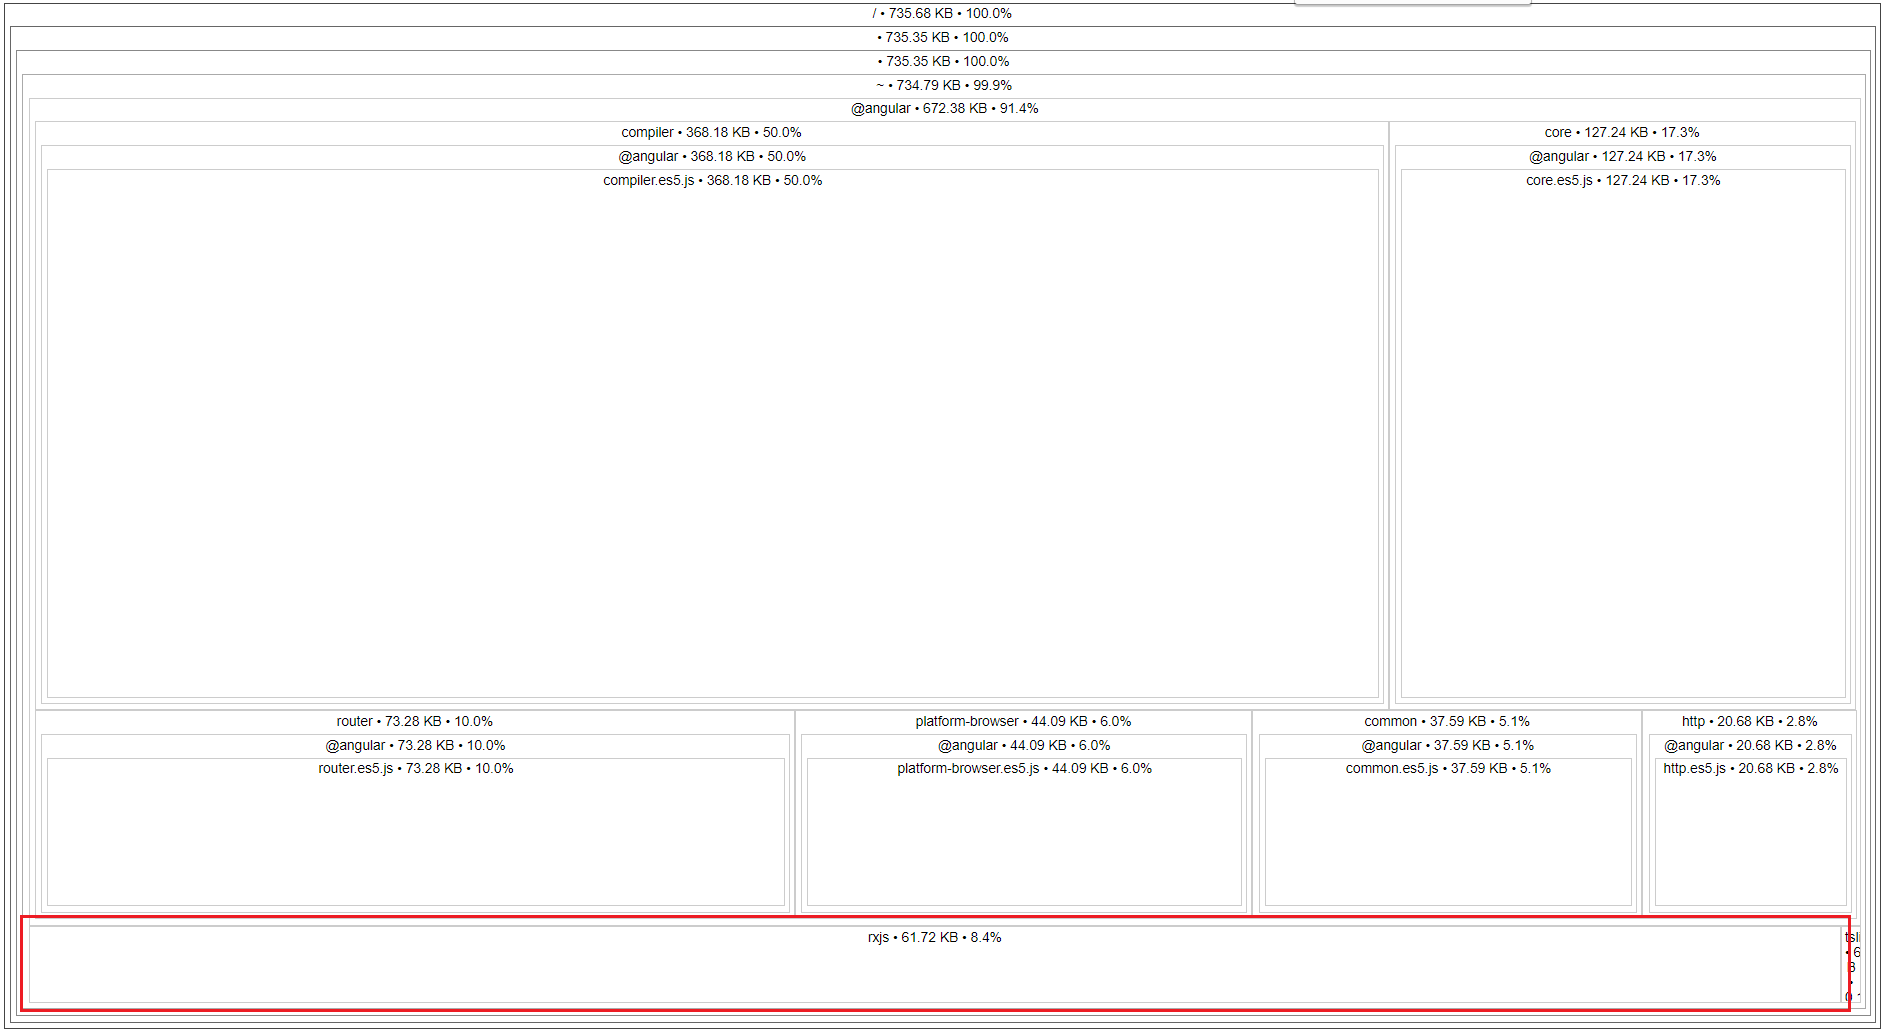 / • 735.68 KB • 100.0%
• 735.35 KB • 100.0%
• 735.35 KB • 100.0%
~ • 734.79 KB • 99.9%
@angular • 672.38 KB • 91.4%
compiler • 368.18 KB • 50.0%
@angular • 368.18 KB • 50.0%
compiler.es5.js • 368.18 KB • 50.0%
core • 127.24 KB • 17.3%
@angular • 127.24 KB • 17.3%
core.es5.js • 127.24 KB • 17.3%
router • 73.28 KB • 10.0%
@angular • 73.28 KB • 10.0%
router.es5.js • 73.28 KB • 10.0%
platform-browser • 44.09 KB • 6.0%
@angular • 44.09 KB • 6.0%
platform-browser.es5.js • 44.09 KB • 6.0%
common • 37.59 KB • 5.1%
@angular • 37.59 KB • 5.1%
common.es5.js • 37.59 KB • 5.1%
http • 20.68 KB • 2.8%
@angular • 20.68 KB • 2.8%
http.es5.js • 20.68 KB • 2.8%
rxjs • 61.72 KB • 8.4%